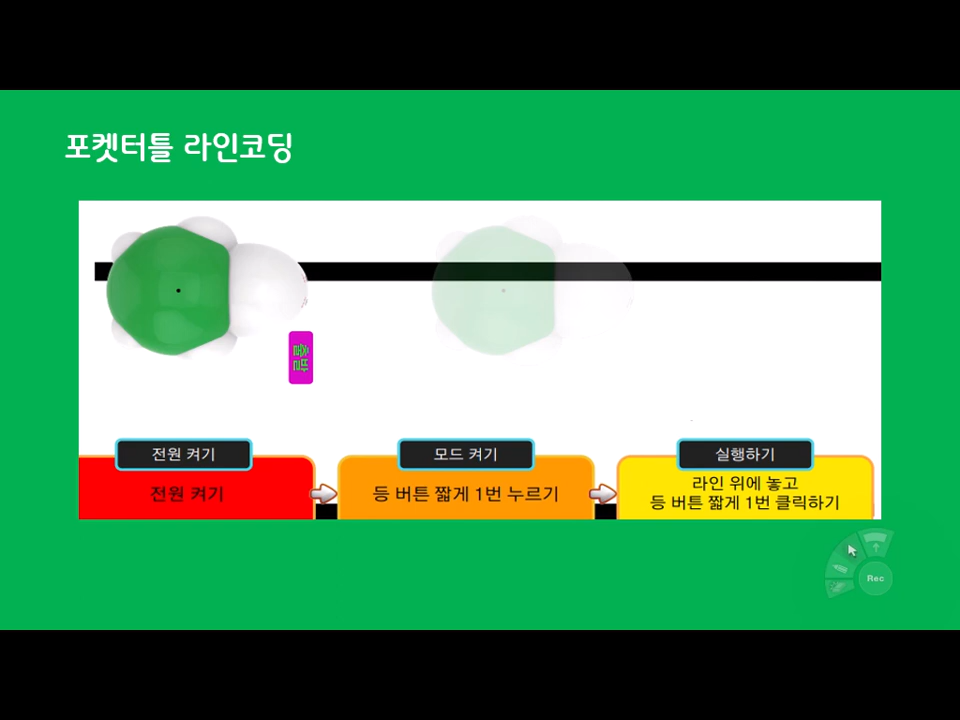 포켓터틀 라인코딩
출발
전원 켜기
모드 켜기
실행하기
전원 켜기
등 버튼 짧게 1번 누르기
라인 위에 놓고
등 버튼 짧게 1번 클릭하기
Rec